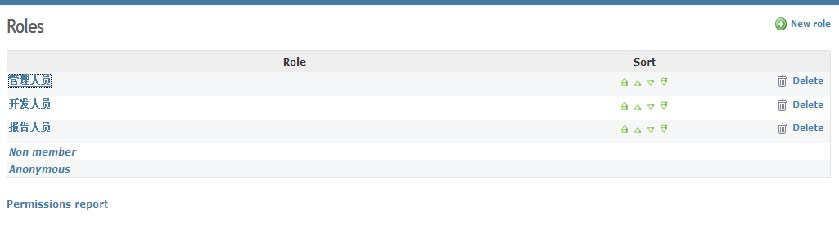 Roles
New role
Role Sort
管理人员 Delete
开发人员 Delete
报告人员 Delete
Non member
Anonymous
Permissions report